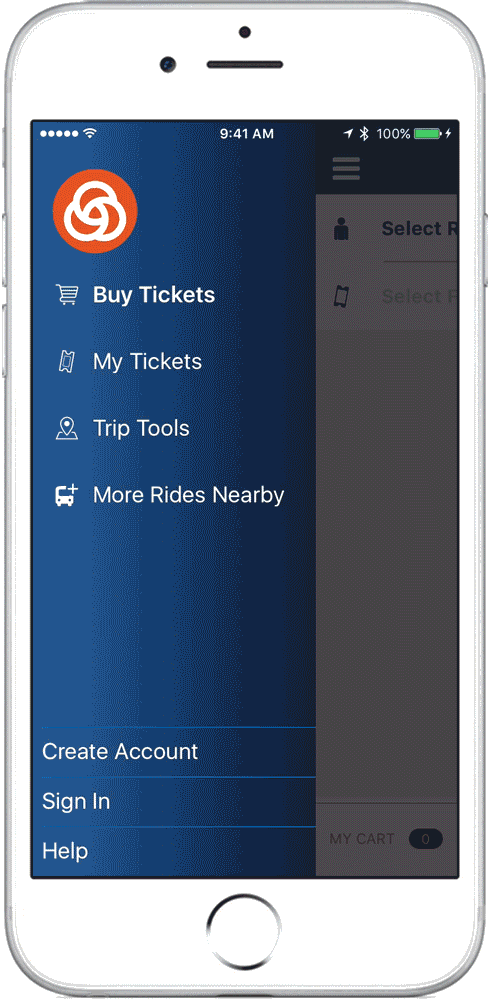 9:41 AM
100%
Select R
Buy Tickets
Select F
My Tickets
Trip Tools
More Rides Nearby
Create Account
Sign In
Help
MY CART 0